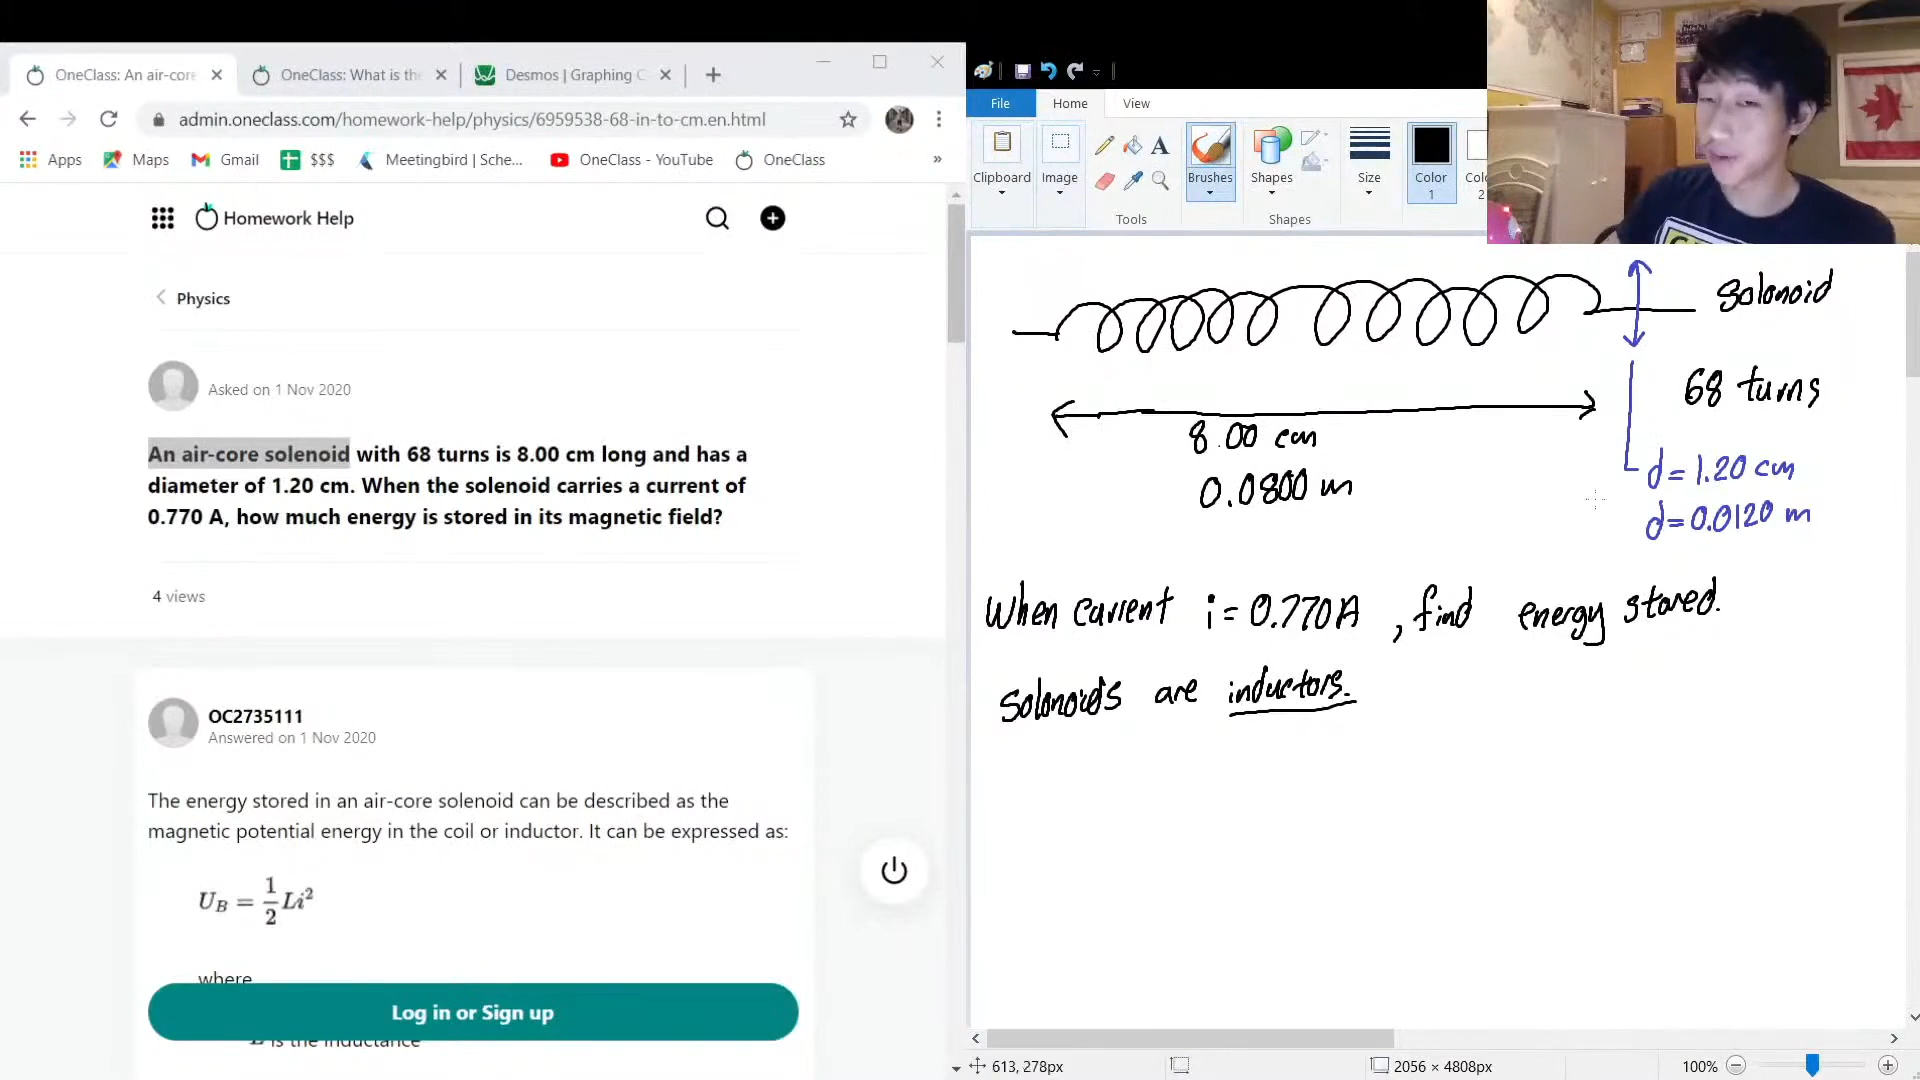 OneClass: An air-core
OneClass: What is the
Desmos | Graphing C
admin.oneclass.com/homework-help/physics/6959538-68-in-to-cm.en.html
Apps
Maps
Gmail
$$$
Meetingbird | Sche...
OneClass - YouTube
OneClass
»
Homework Help
Physics
Asked on 1 Nov 2020
An air-core solenoid with 68 turns is 8.00 cm long and has a
diameter of 1.20 cm. When the solenoid carries a current of
0.770 A, how much energy is stored in its magnetic field?
4 views
OC2735111
Answered on 1 Nov 2020
The energy stored in an air-core solenoid can be described as the
magnetic potential energy in the coil or inductor. It can be expressed as:
U_B = 1/2 Li²
where
Log in or Sign up
L is the inductance
File
Home
View
Clipboard
Image
Tools
Brushes
Shapes
Shapes
Size
Color
1
Colo
2
Solonoid
68 turns
8.00 cm
0.0800 m
d = 1.20 cm
d = 0.0120 m
When current i = 0.770A , find energy stored.
Solonoids are inductors.
613, 278px
2056 × 4808px
100%